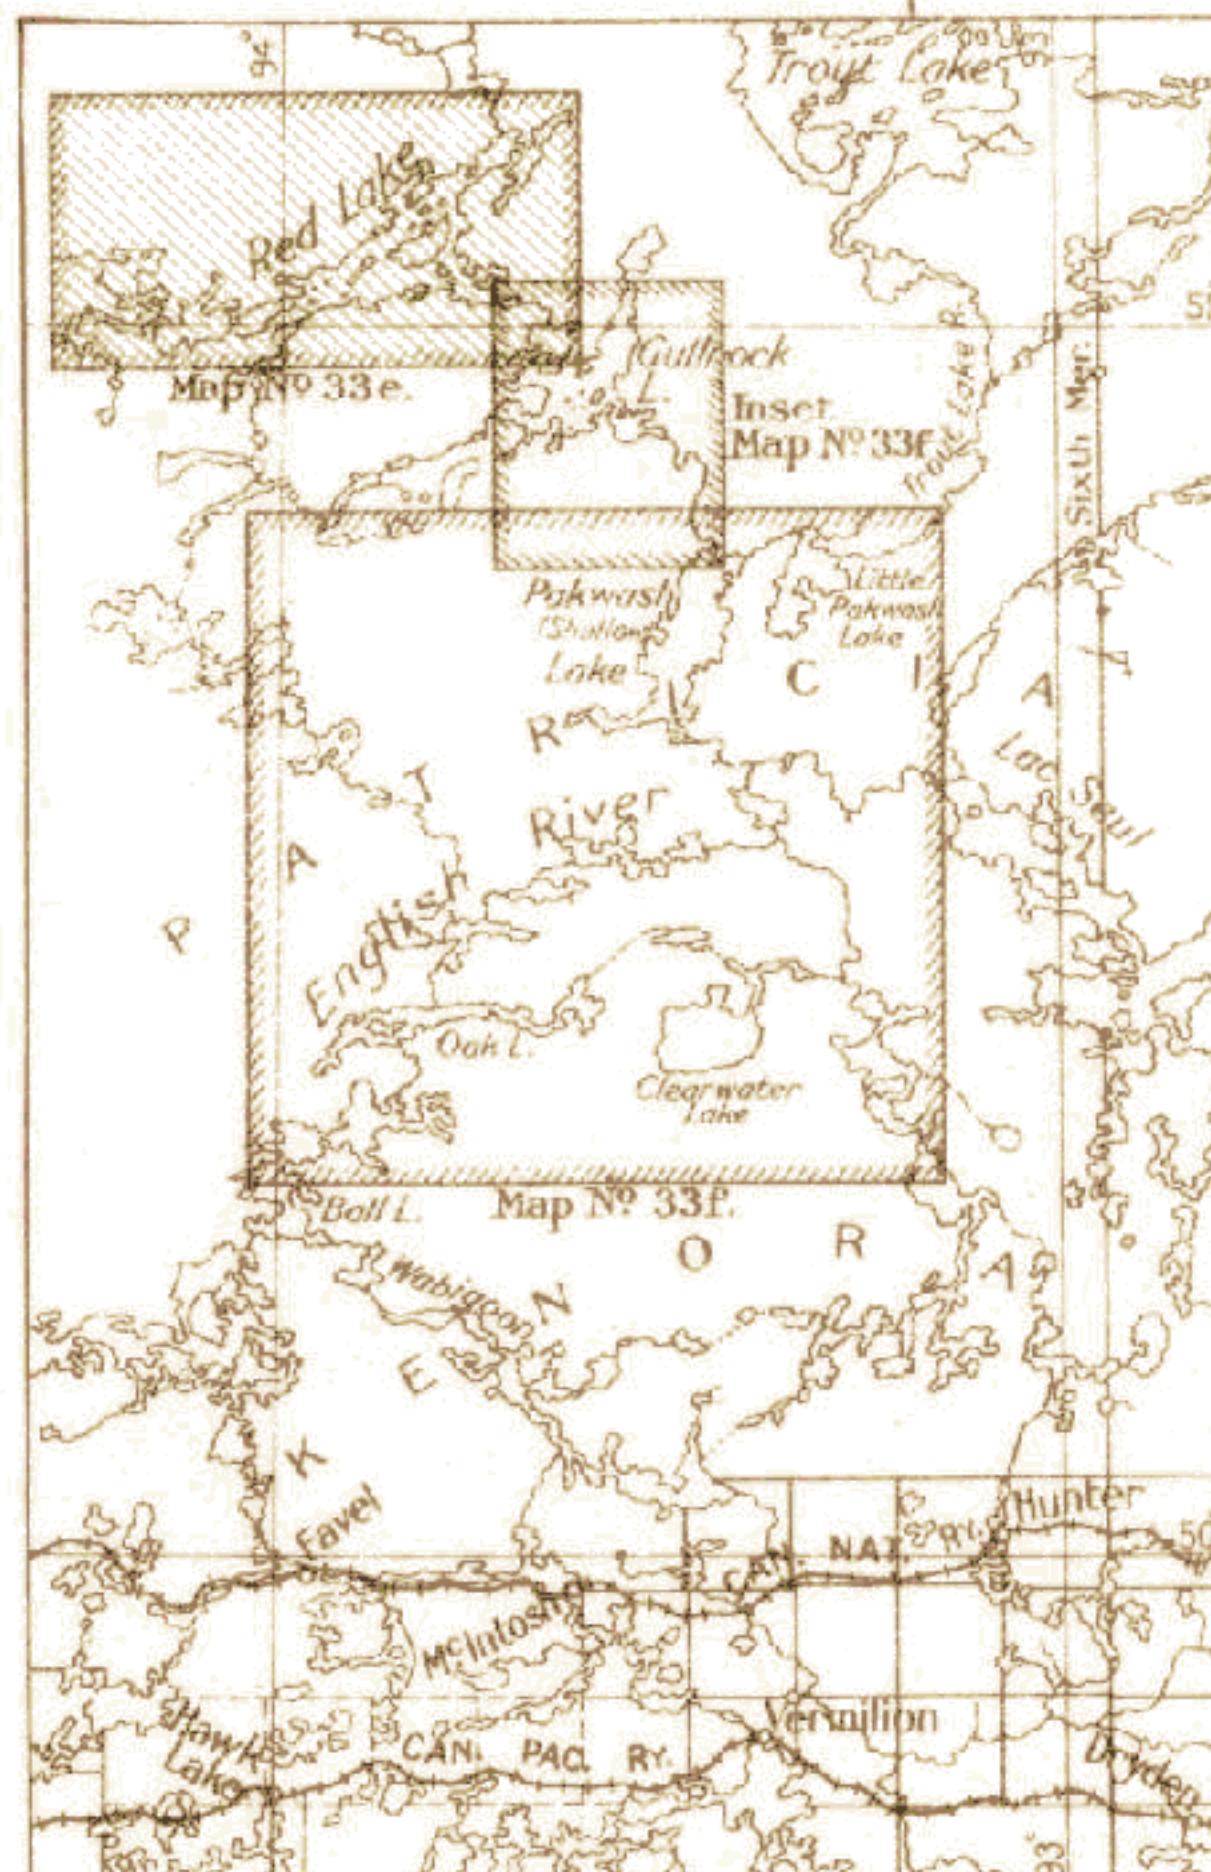 94°
Trout Lake
Red Lake
Map Nº 33e.
Gullrock
L.
Inset
Map Nº 33f
Trout Lake R.
Sixth Mer.
Pakwash
(Shallow)
Lake
Little
Pakwash
Lake
P A T R I C I A
Lac Seul
English River
Oak L.
Clearwater
Lake
Ball L.
Map Nº 33f.
Wabigoon
K E N O R A
Favel
Hunter
CAN. NAT. RY.
McIntosh
Vermilion
Hawk
Lake
CAN. PAC. RY.
Dryden